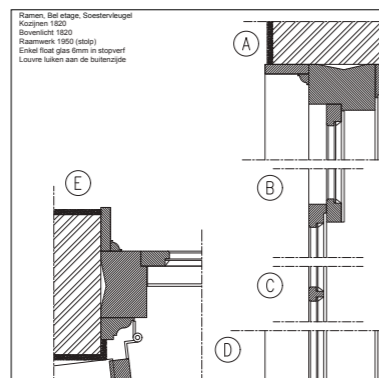 Ramen, Bel etage, Soestervleugel
Kozijnen 1820
Bovenlicht 1820
Raamwerk 1950 (stolp)
Enkel float glas 6mm in stopverf
Louvre luiken aan de buitenzijde
A
E
B
C
D